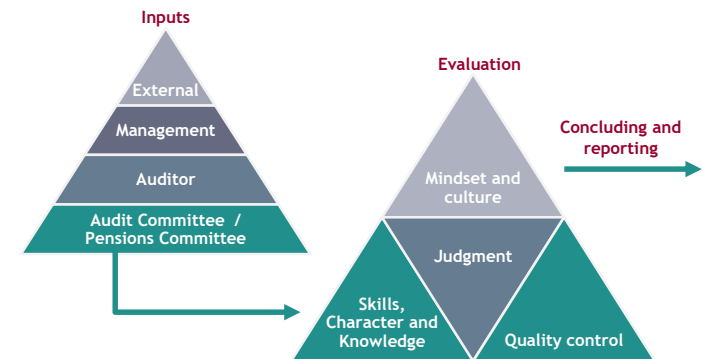 Inputs
External
Management
Auditor
Audit Committee /
Pensions Committee
Evaluation
Mindset and
culture
Judgment
Skills,
Character and
Knowledge
Quality control
Concluding and
reporting